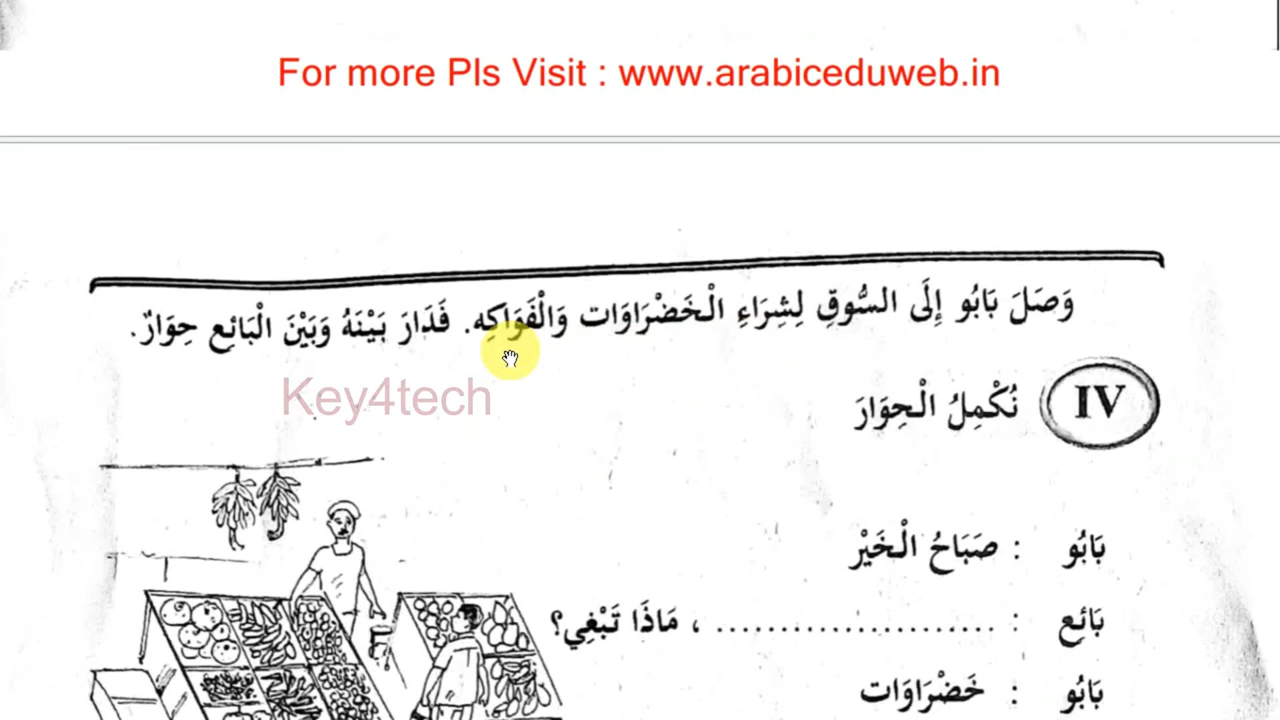 For more Pls Visit : www.arabiceduweb.in
وَصَلَ بَابُو إِلَى السُّوقِ لِشِرَاءِ الْخَضْرَاوَات وَالْفَوَاكِه. فَدَارَ بَيْنَهُ وَبَيْنَ الْبَائِع حِوَارٌ.
Key4tech
IV نُكْمِلُ الْحِوَارَ
بَابُو : صَبَاحُ الْخَيْر
بَائِع : ...................... ، مَاذَا تَبْغِي؟
بَابُو : خَضْرَاوَات